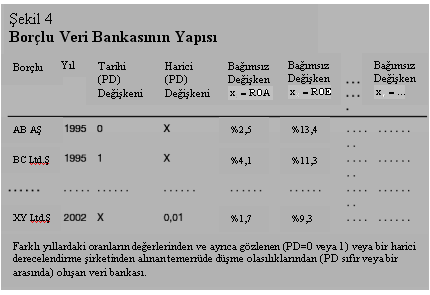 Şekil 4
Borçlu Veri Bankasının Yapısı
Borçlu Yıl Tarihi (PD) Değişkeni Harici (PD) Değişkeni Bağımsız Değişken x = ROA Bağımsız Değişken x = ROE ... . Bağımsız Değişken x = ...
AB AŞ 1995 0 X %2,5 %13,4 .... ...... ..
BC Ltd.Ş 1995 1 X %4,1 %11,3 .... ...... ..
...... ..... ...... ...... ...... ...... .... ...... ..
XY Ltd.Ş 2002 X 0,01 %1,7 %9,3 .... ...... ..
Farklı yıllardaki oranların değerlerinden ve ayrıca gözlenen (PD=0 veya 1) veya bir harici
derecelendirme şirketinden alınan temerrüde düşme olasılıklarından (PD sıfır veya bir
arasında) oluşan veri bankası.